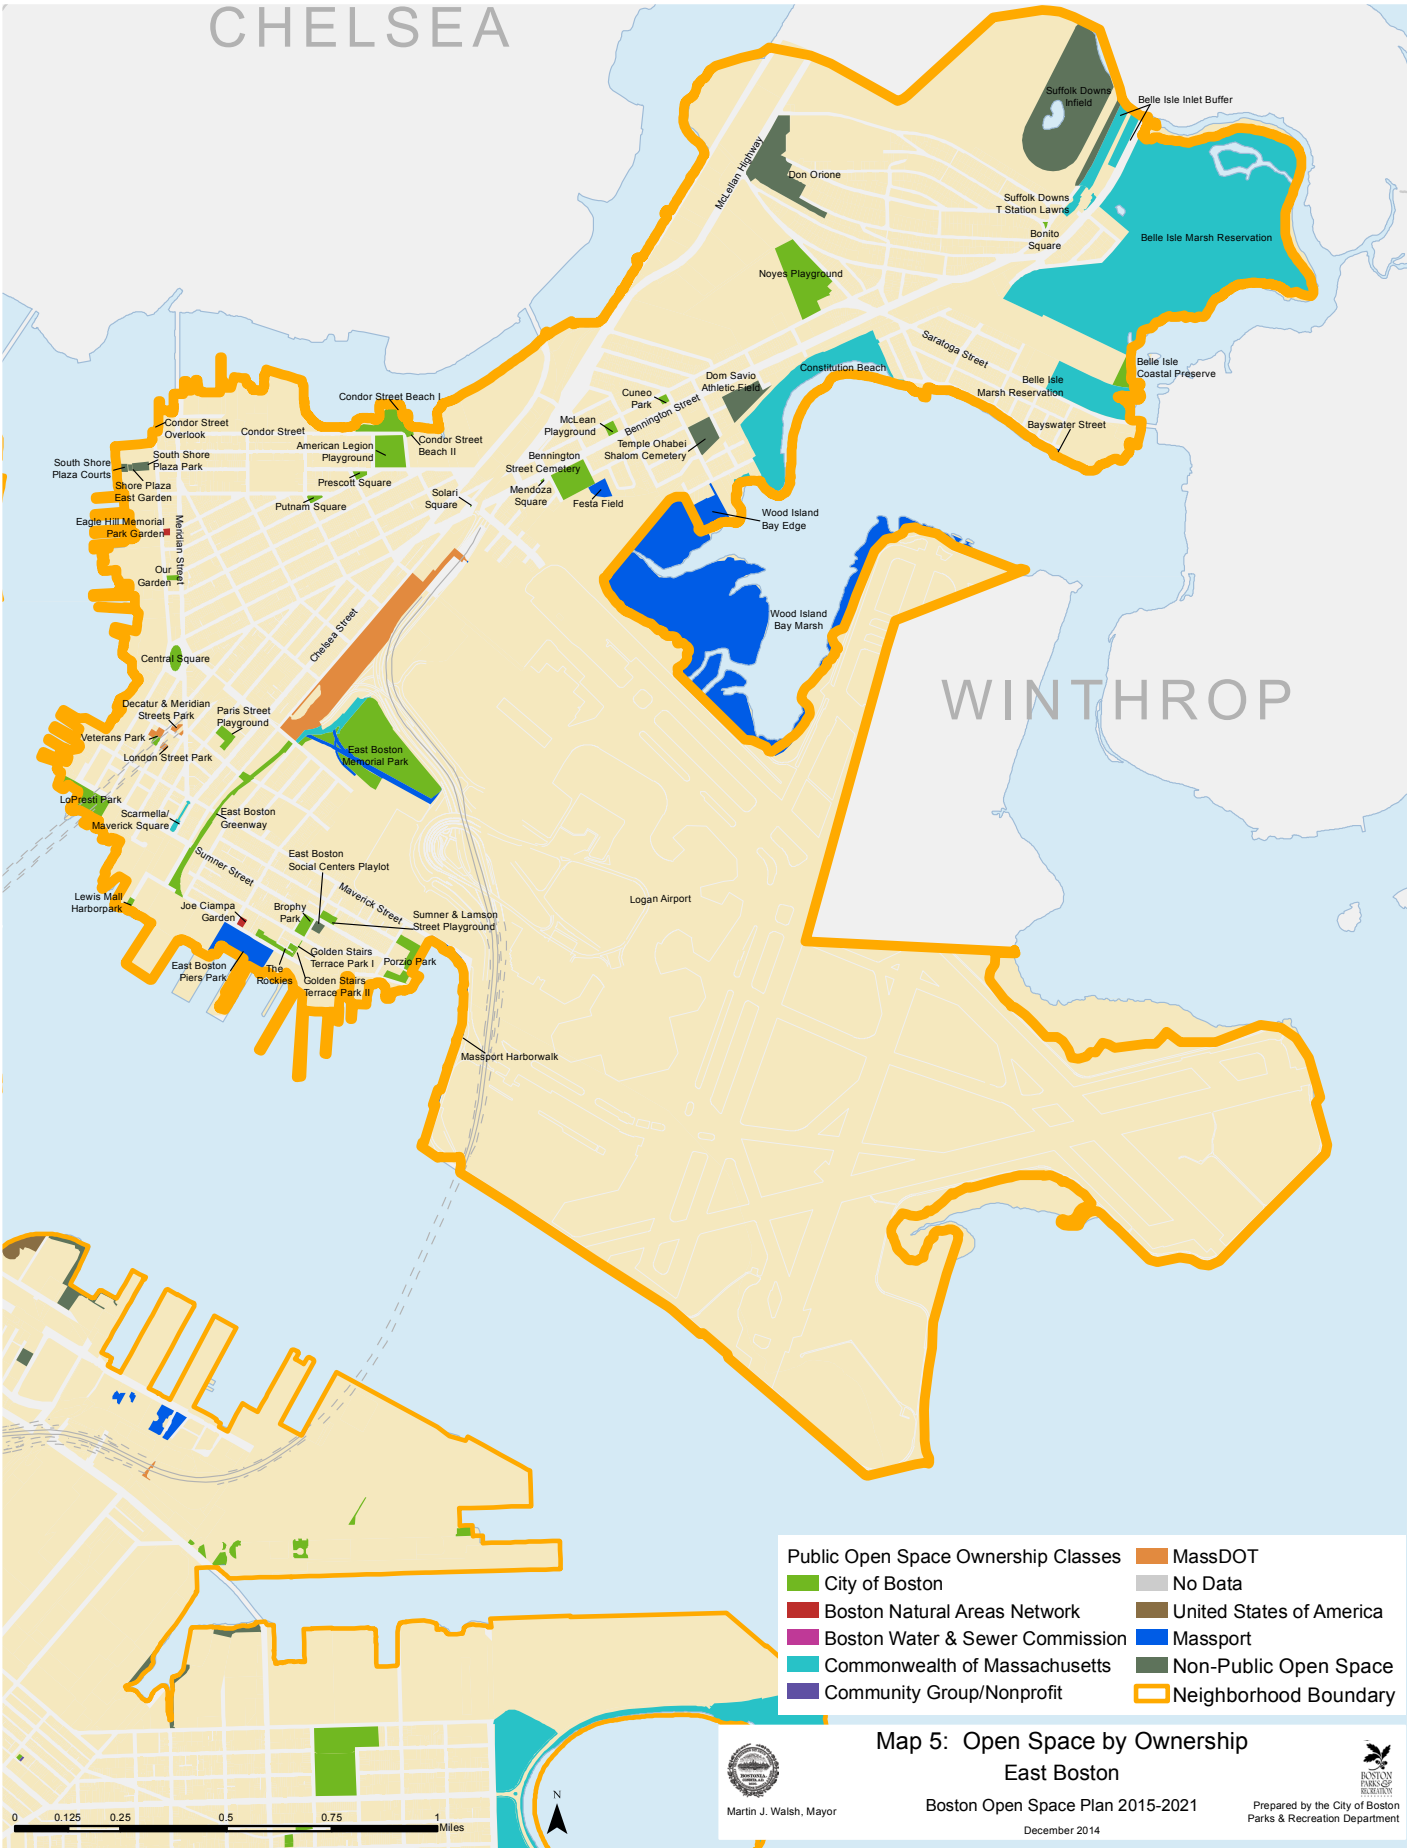 CHELSEA
Suffolk Downs
Infield
Belle Isle Inlet Buffer
McLellan Highway
Don Orione
Suffolk Downs
T Station Lawns
Bonito
Square
Belle Isle Marsh Reservation
Noyes Playground
Saratoga Street
Constitution Beach
Belle Isle
Coastal Preserve
Belle Isle
Marsh Reservation
Bayswater Street
Dom Savio
Athletic Field
Cuneo
Park
Bennington Street
McLean
Playground
Temple Ohabei
Shalom Cemetery
Condor Street Beach I
Condor Street
Overlook
Condor Street
American Legion
Playground
Condor Street
Beach II
South Shore
Plaza Courts
South Shore
Plaza Park
Shore Plaza
East Garden
Prescott Square
Putnam Square
Solari
Square
Bennington
Street Cemetery
Mendoza
Square
Festa Field
Wood Island
Bay Edge
Eagle Hill Memorial
Park Garden
Meridian Street
Our
Garden
Wood Island
Bay Marsh
Chelsea Street
Central Square
WINTHROP
Decatur & Meridian
Streets Park
Paris Street
Playground
Veterans Park
London Street Park
East Boston
Memorial Park
LoPresti Park
Scarmella/
Maverick Square
East Boston
Greenway
Sumner Street
East Boston
Social Centers Playlot
Maverick Street
Lewis Mall
Harborpark
Joe Ciampa
Garden
Brophy
Park
Sumner & Lamson
Street Playground
Logan Airport
Golden Stairs
Terrace Park I
Porzio Park
East Boston
Piers Park
The
Rockies
Golden Stairs
Terrace Park II
Massport Harborwalk
Public Open Space Ownership Classes
City of Boston
Boston Natural Areas Network
Boston Water & Sewer Commission
Commonwealth of Massachusetts
Community Group/Nonprofit
MassDOT
No Data
United States of America
Massport
Non-Public Open Space
Neighborhood Boundary
Map 5: Open Space by Ownership
East Boston
Boston Open Space Plan 2015-2021
December 2014
Martin J. Walsh, Mayor
BOSTON
PARKS &
RECREATION
Prepared by the City of Boston
Parks & Recreation Department
N
0 0.125 0.25 0.5 0.75 1
Miles